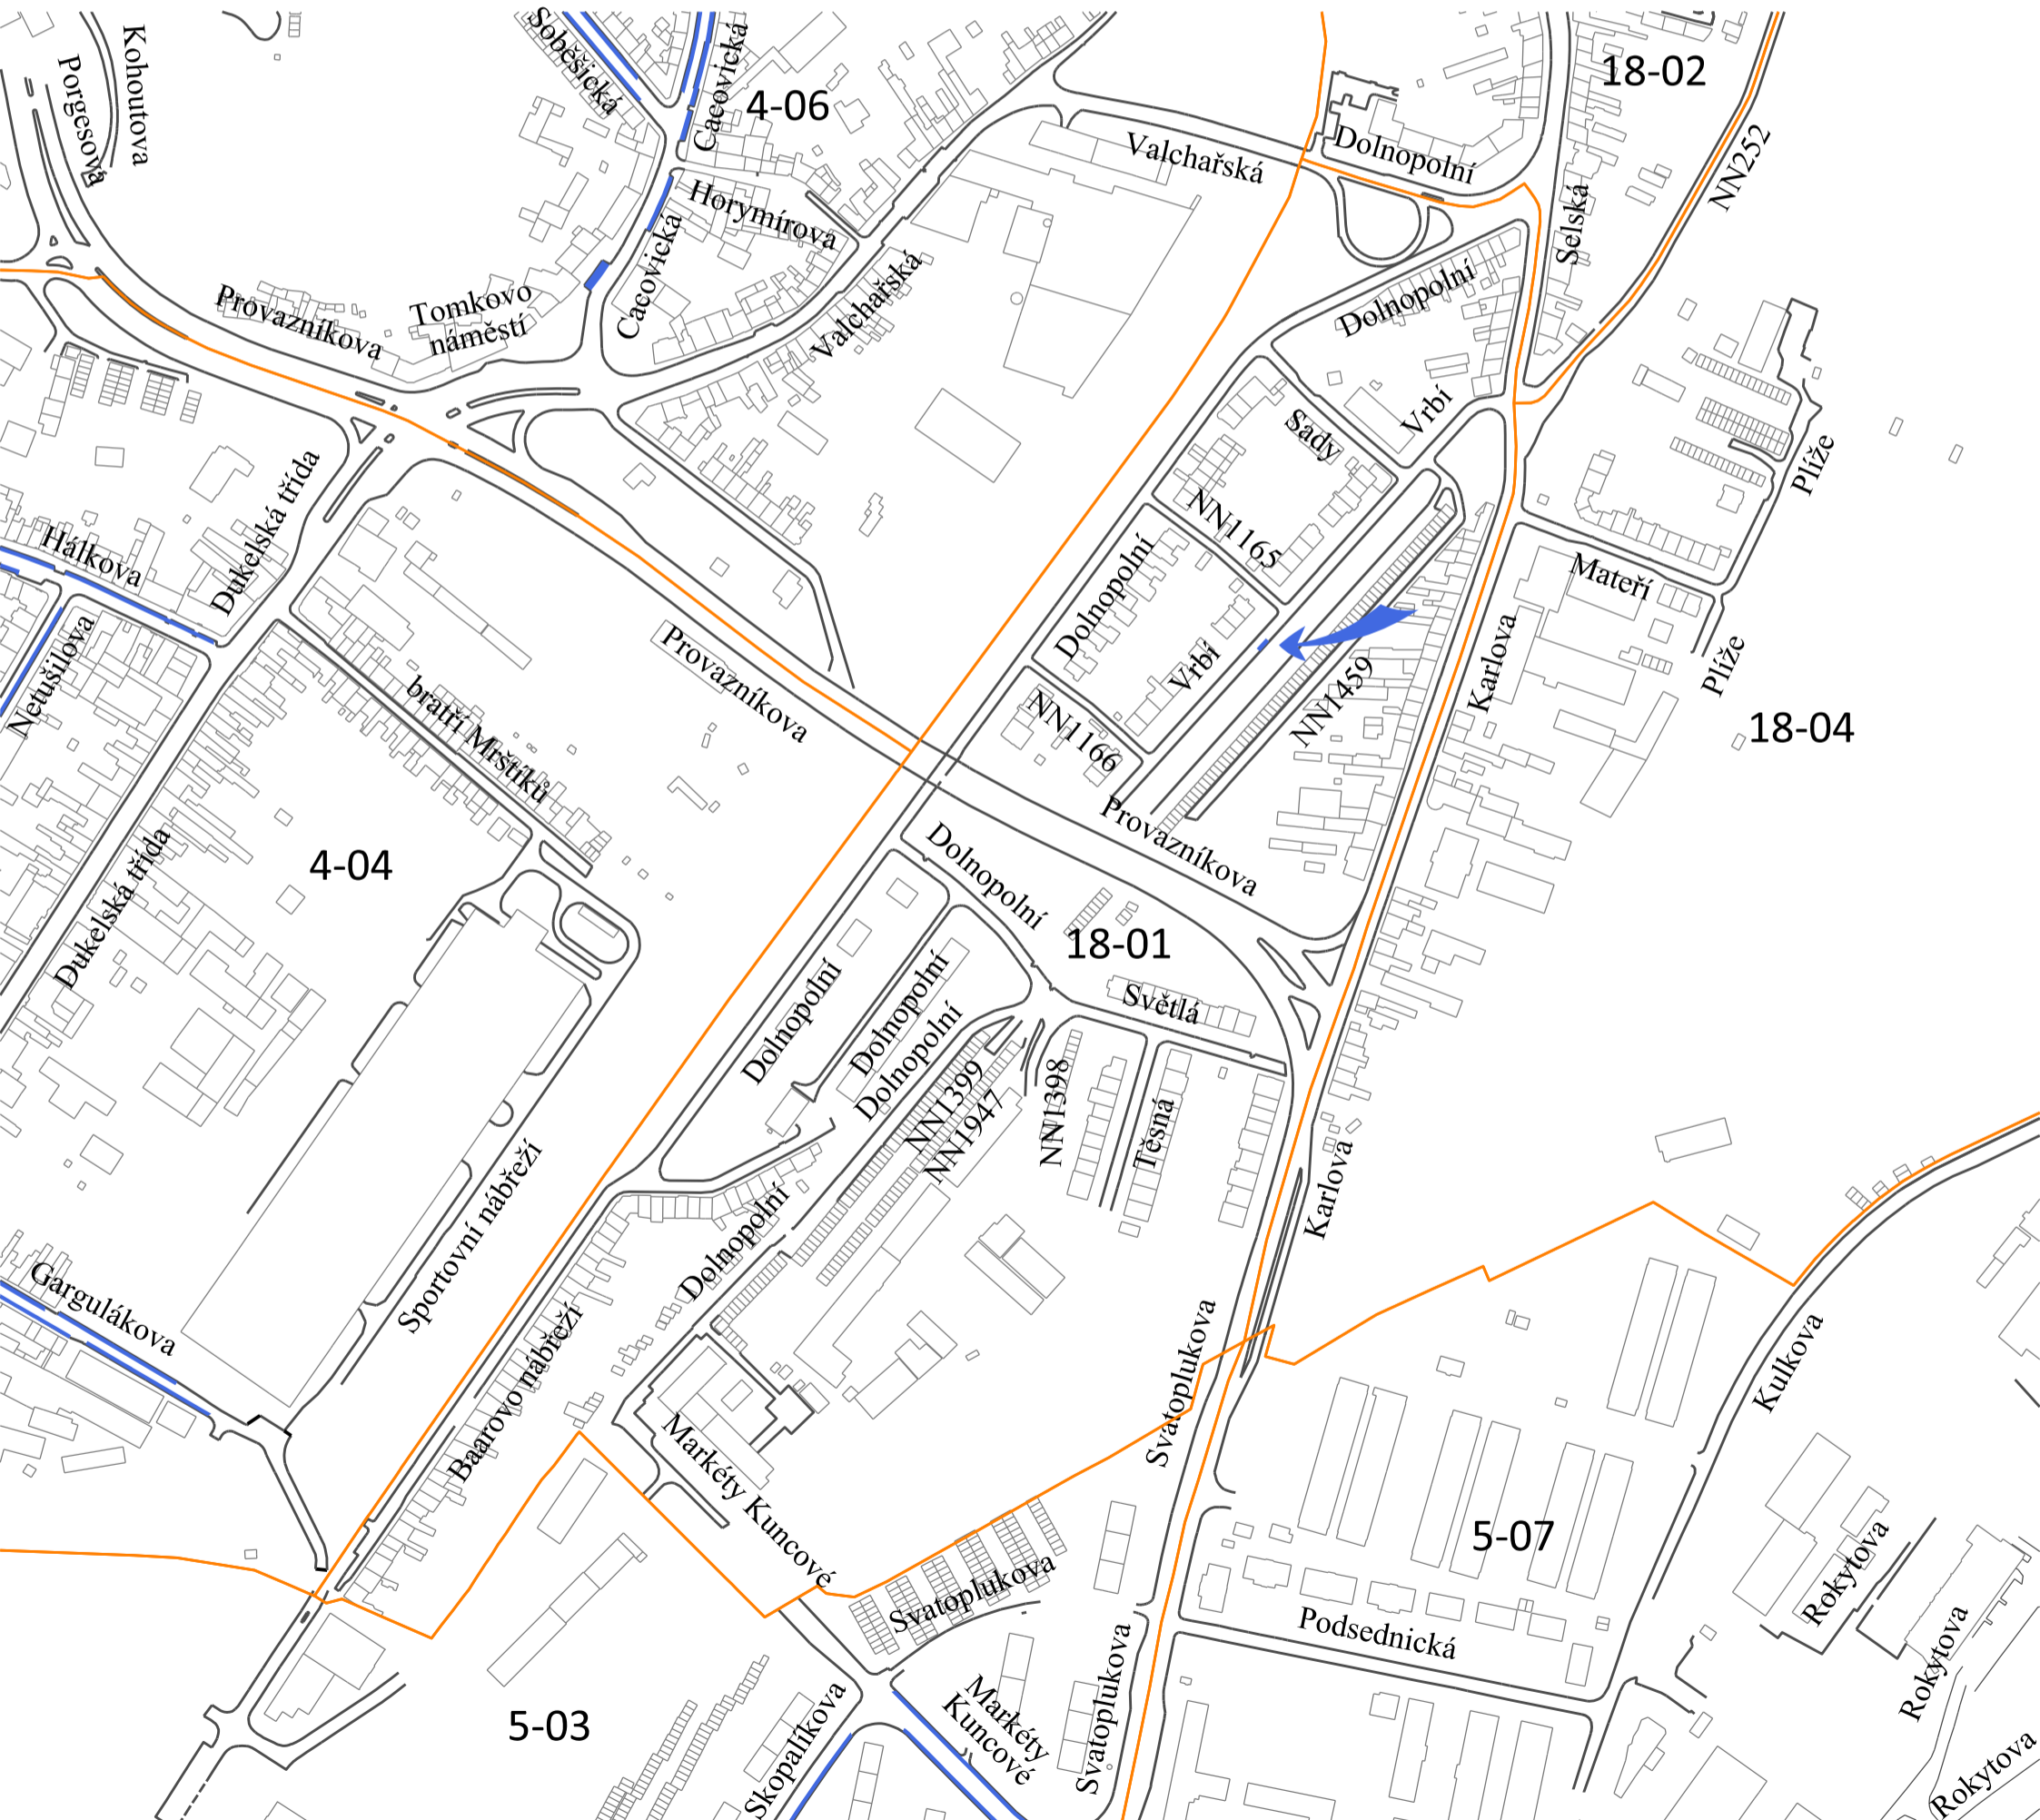 Kohoutova
Porgesova
Soběšická
Cacovická
4-06
18-02
Valchařská
Dolnopolní
NN252
Selská
Horymírova
Cacovická
Valchařská
Provazníkova
Tomkovo
náměstí
Dolnopolní
Vrbí
Sady
Plíže
Dukelská třída
Hálkova
NN1165
Mateří
Dolnopolní
Netušilova
Provazníkova
Vrbí
Karlova
Plíže
NN1459
bratří Mrštíků
NN1166
18-04
4-04
Provazníkova
Dolnopolní
Dukelská třída
18-01
Dolnopolní
Dolnopolní
Dolnopolní
Světlá
NN1399
NN1947
NN1398
Těsná
Karlova
Sportovní nábřeží
Dolnopolní
Gargulákova
Baarovo nábřeží
Svatoplukova
Kulkova
Markéty Kuncové
5-07
Svatoplukova
Rokytova
Podsednická
Rokytova
Svatoplukova
5-03
Skopalíkova
Markéty
Kuncové
Rokytova